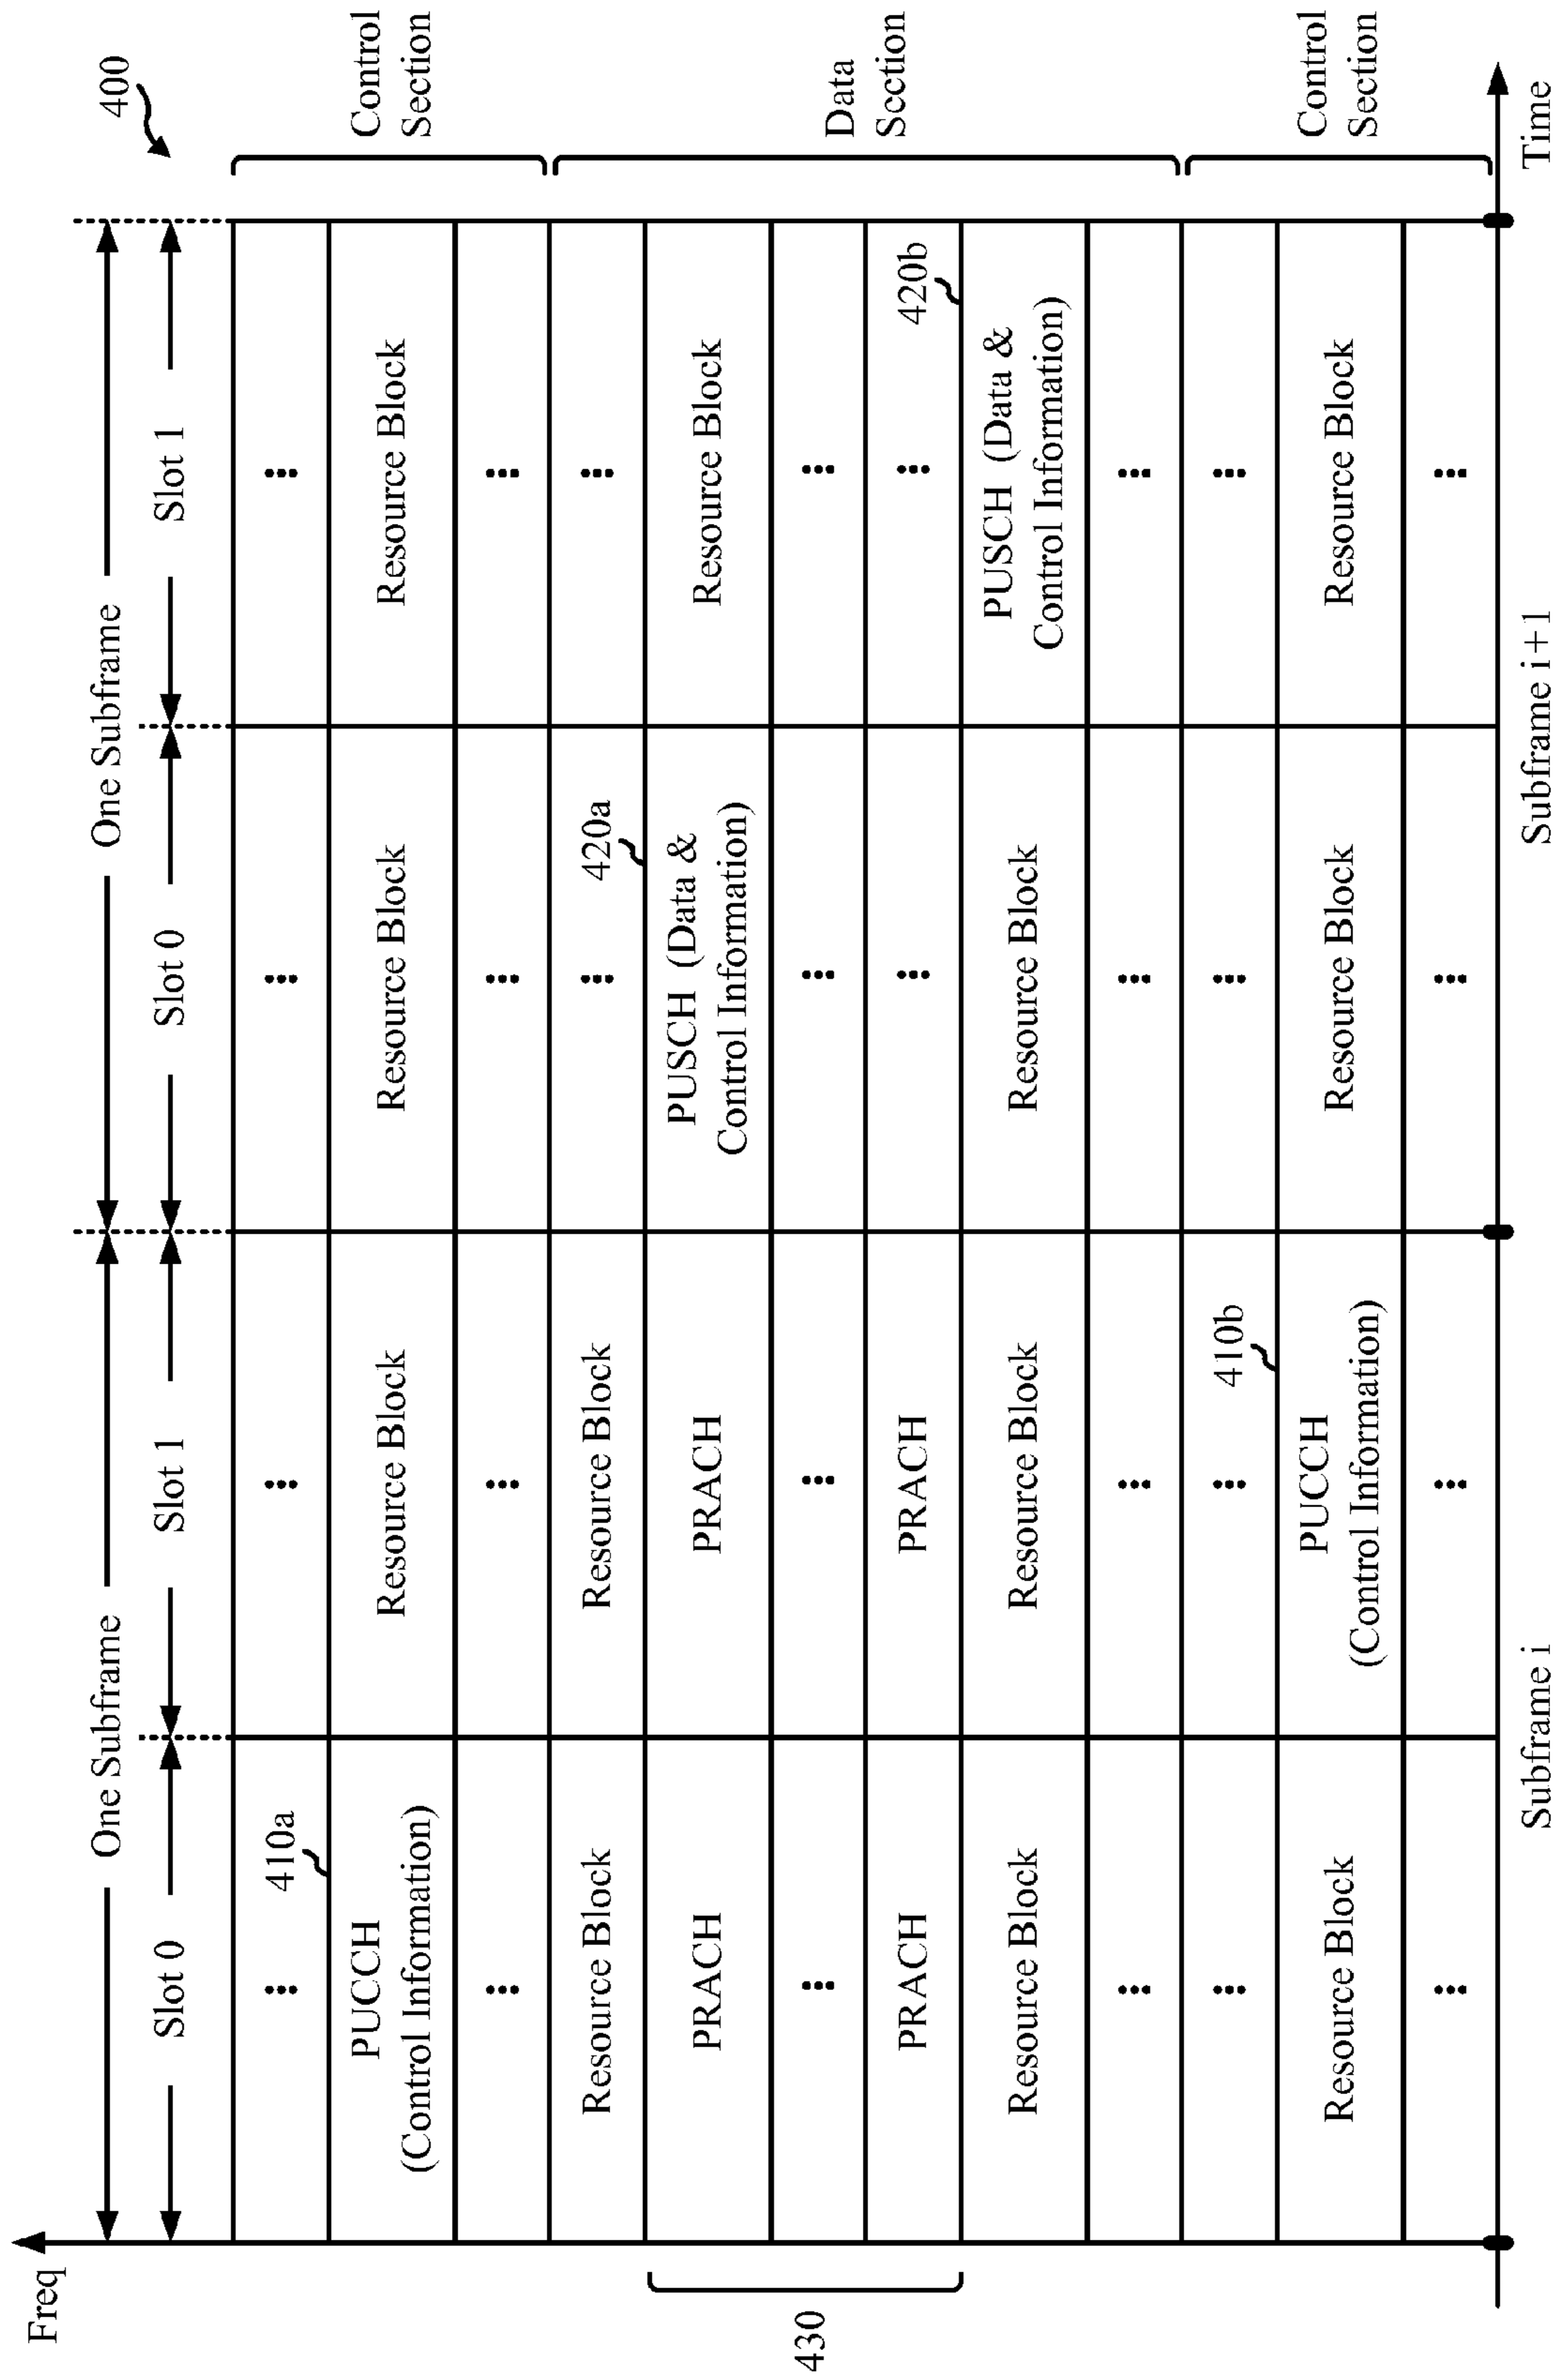 400
Freq
One Subframe
One Subframe
Slot 0
Slot 1
Slot 0
Slot 1
410a
PUCCH
(Control Information)
Resource Block
Resource Block
Resource Block
Control
Section
Resource Block
Resource Block
420a
PRACH
PRACH
PUSCH (Data &
Control Information)
Resource Block
430
PRACH
PRACH
420b
Resource Block
Resource Block
Resource Block
PUSCH (Data &
Control Information)
Data
Section
410b
Resource Block
PUCCH
(Control Information)
Resource Block
Resource Block
Control
Section
Subframe i
Subframe i+1
Time